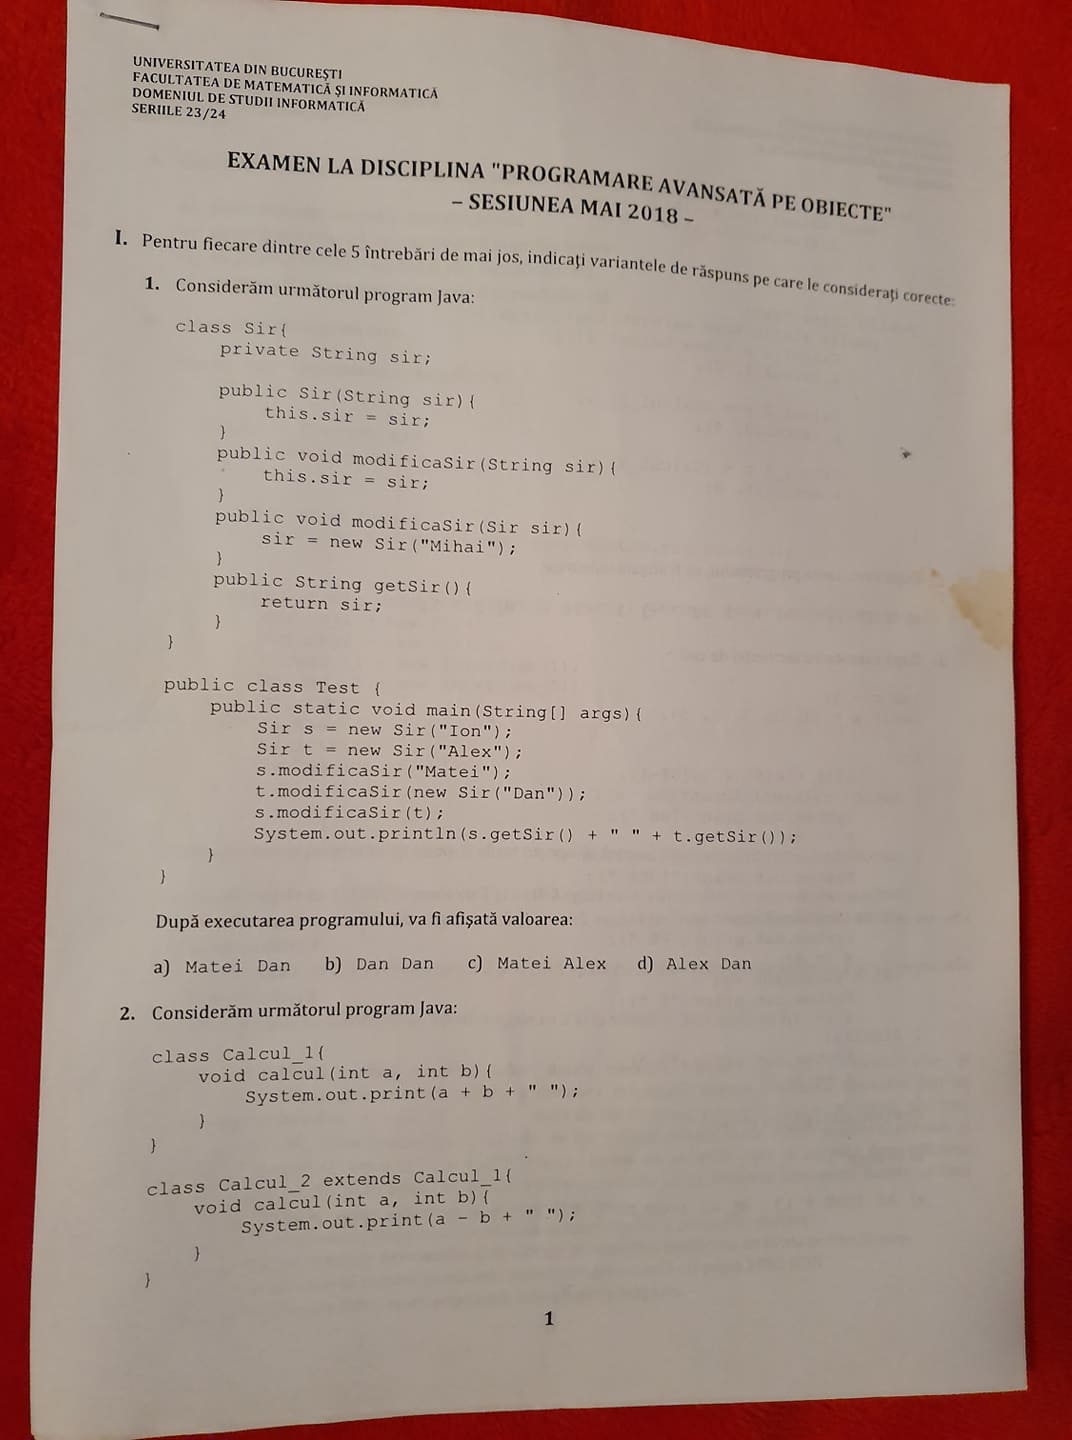 UNIVERSITATEA DIN BUCUREȘTI
FACULTATEA DE MATEMATICĂ ȘI INFORMATICĂ
DOMENIUL DE STUDII INFORMATICĂ
SERIILE 23/24
EXAMEN LA DISCIPLINA "PROGRAMARE AVANSATĂ PE OBIECTE"
– SESIUNEA MAI 2018 –
I. Pentru fiecare dintre cele 5 întrebări de mai jos, indicați variantele de răspuns pe care le considerați corecte:
1. Considerăm următorul program Java:
class Sir{
private String sir;
public Sir(String sir){
this.sir = sir;
}
public void modificaSir(String sir){
this.sir = sir;
}
public void modificaSir(Sir sir){
sir = new Sir("Mihai");
}
public String getSir(){
return sir;
}
}
public class Test {
public static void main(String[] args){
Sir s = new Sir("Ion");
Sir t = new Sir("Alex");
s.modificaSir("Matei");
t.modificaSir(new Sir("Dan"));
s.modificaSir(t);
System.out.println(s.getSir() + " " + t.getSir());
}
}
După executarea programului, va fi afișată valoarea:
a) Matei Dan b) Dan Dan c) Matei Alex d) Alex Dan
2. Considerăm următorul program Java:
class Calcul_1{
void calcul(int a, int b){
System.out.print(a + b + " ");
}
}
class Calcul_2 extends Calcul_1{
void calcul(int a, int b){
System.out.print(a - b + " ");
}
}
1